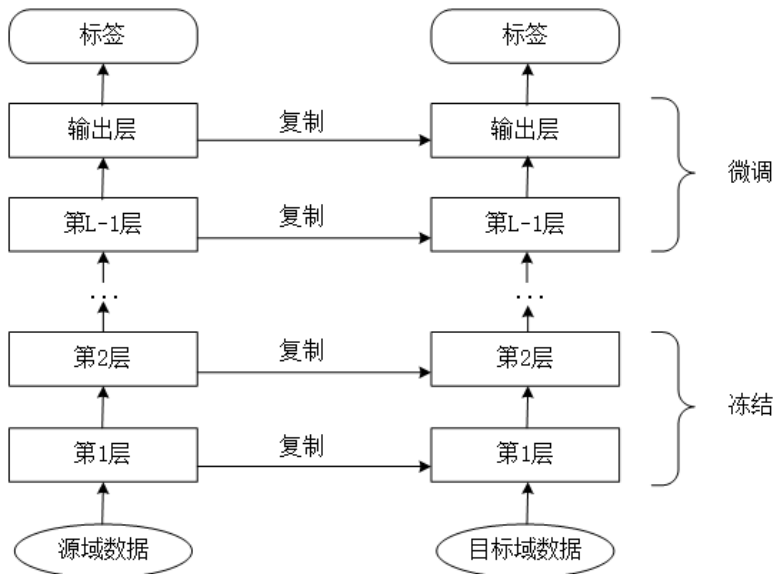 标签
标签
输出层
复制
输出层
微调
第L-1层
复制
第L-1层
...
...
第2层
复制
第2层
冻结
第1层
复制
第1层
源域数据
目标域数据